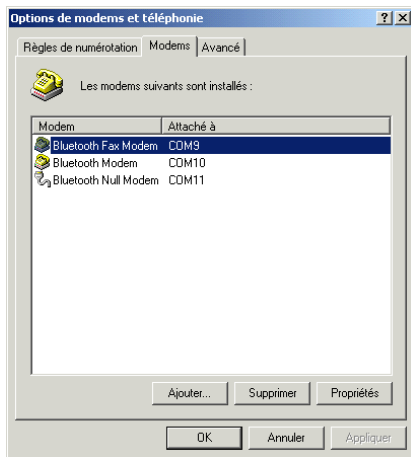 Options de modems et téléphonie
Règles de numérotation Modems Avancé
Les modems suivants sont installés :
Modem Attaché à
Bluetooth Fax Modem COM9
Bluetooth Modem COM10
Bluetooth Null Modem COM11
Ajouter... Supprimer Propriétés
OK Annuler Appliquer